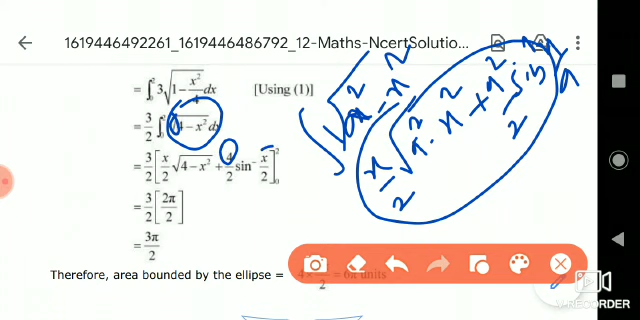 1619446492261_1619446486792_12-Maths-NcertSolutio...
= ∫₀² 3√(1 − x²/4) dx [Using (1)]
= 3/2 ∫₀² √(4 − x²) dx
= 3/2 [x/2 √(4 − x²) + 4/2 sin⁻ x/2]₀²
= 3/2 [2π/2]
= 3π/2
Therefore, area bounded by the ellipse = = 6π units
∫√(a² − x²)
x/2 √(a² - x²) + a²/2 sin
V-RECORDER